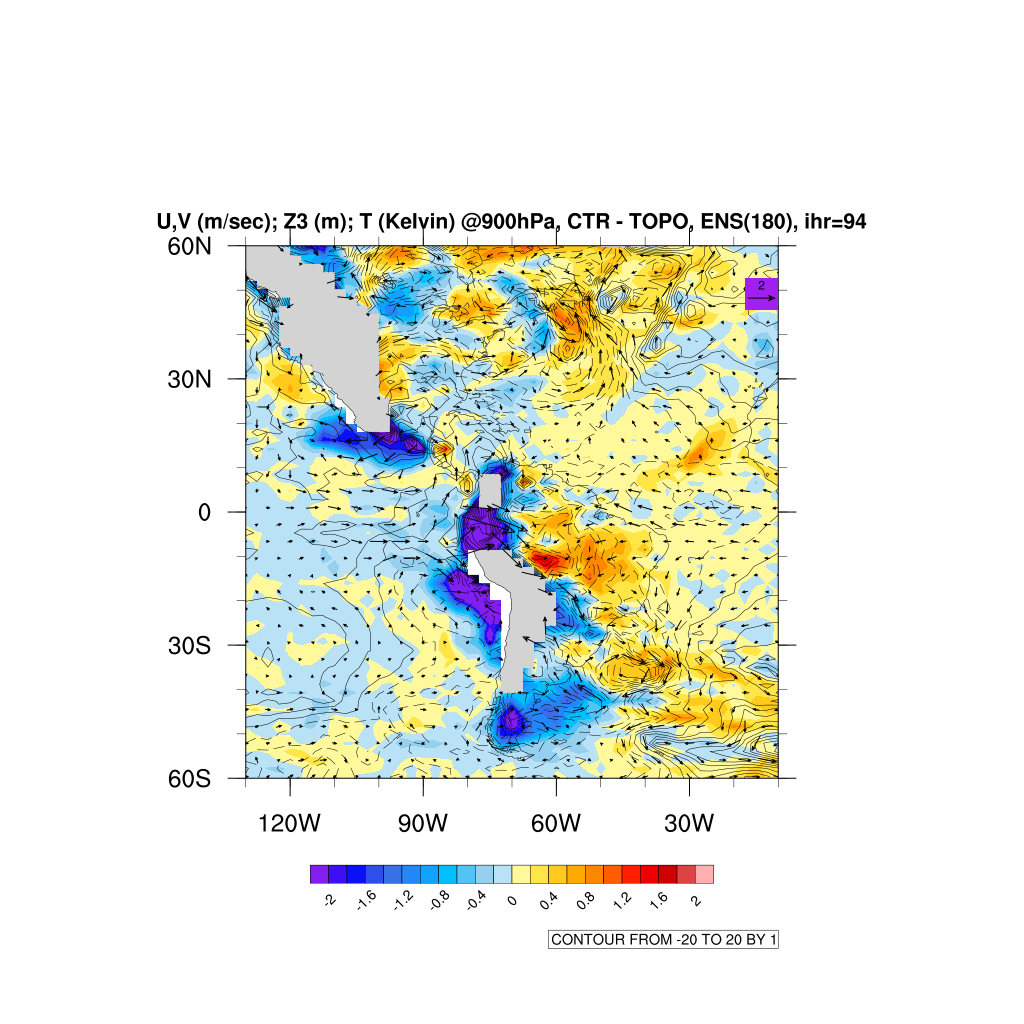 U,V (m/sec); Z3 (m); T (Kelvin) @900hPa, CTR - TOPO, ENS(180), ihr=94
60N
2
30N
0
30S
60S
120W 90W 60W 30W
-2 -1.6 -1.2 -0.8 -0.4 0 0.4 0.8 1.2 1.6 2
CONTOUR FROM -20 TO 20 BY 1